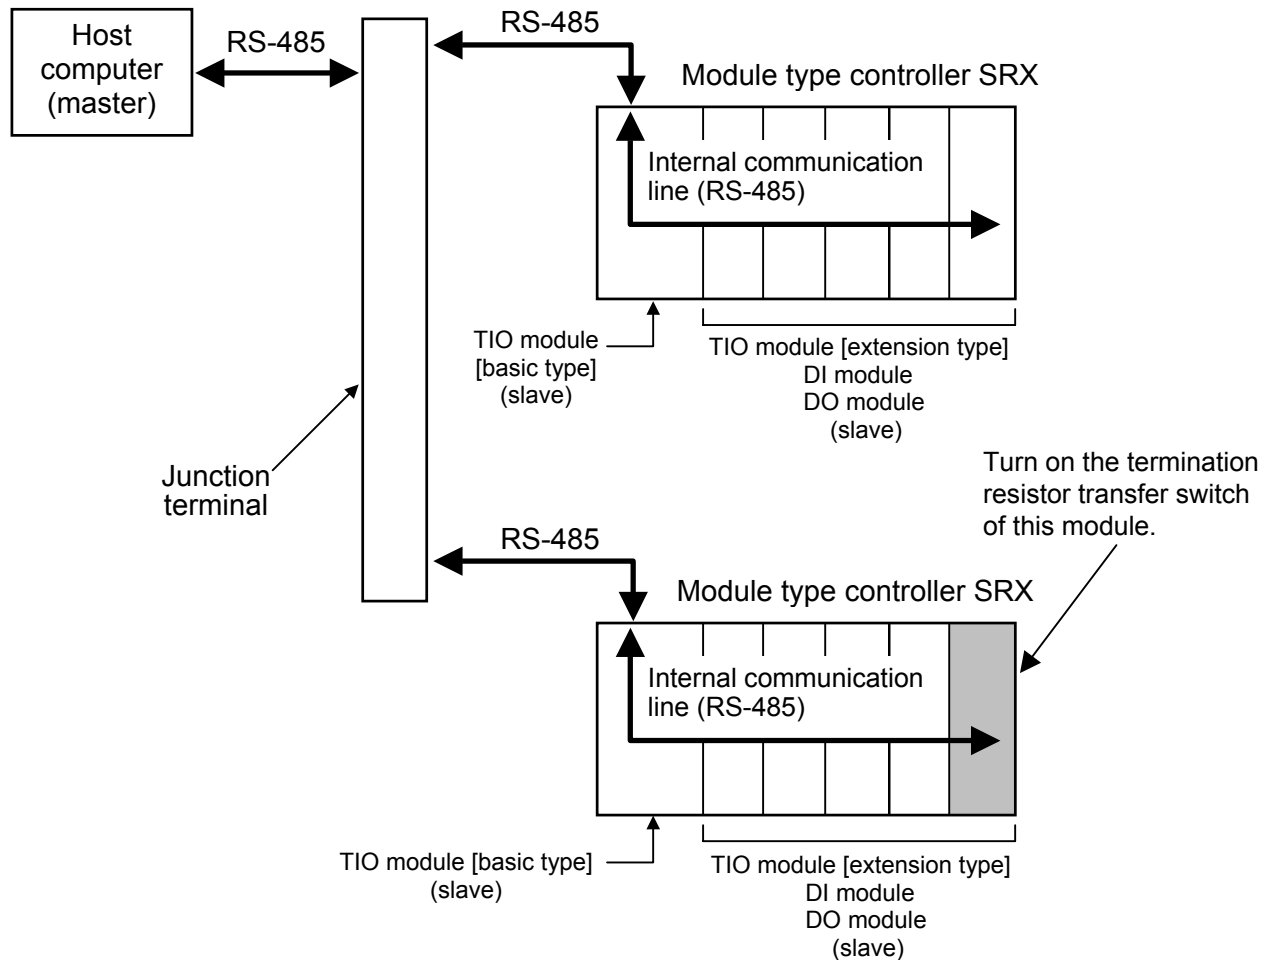 Host
computer
(master)
RS-485
RS-485
Module type controller SRX
Internal communication
line (RS-485)
TIO module
[basic type]
(slave)
TIO module [extension type]
DI module
DO module
(slave)
Junction
terminal
Turn on the termination
resistor transfer switch
of this module.
RS-485
Module type controller SRX
Internal communication
line (RS-485)
TIO module [basic type]
(slave)
TIO module [extension type]
DI module
DO module
(slave)